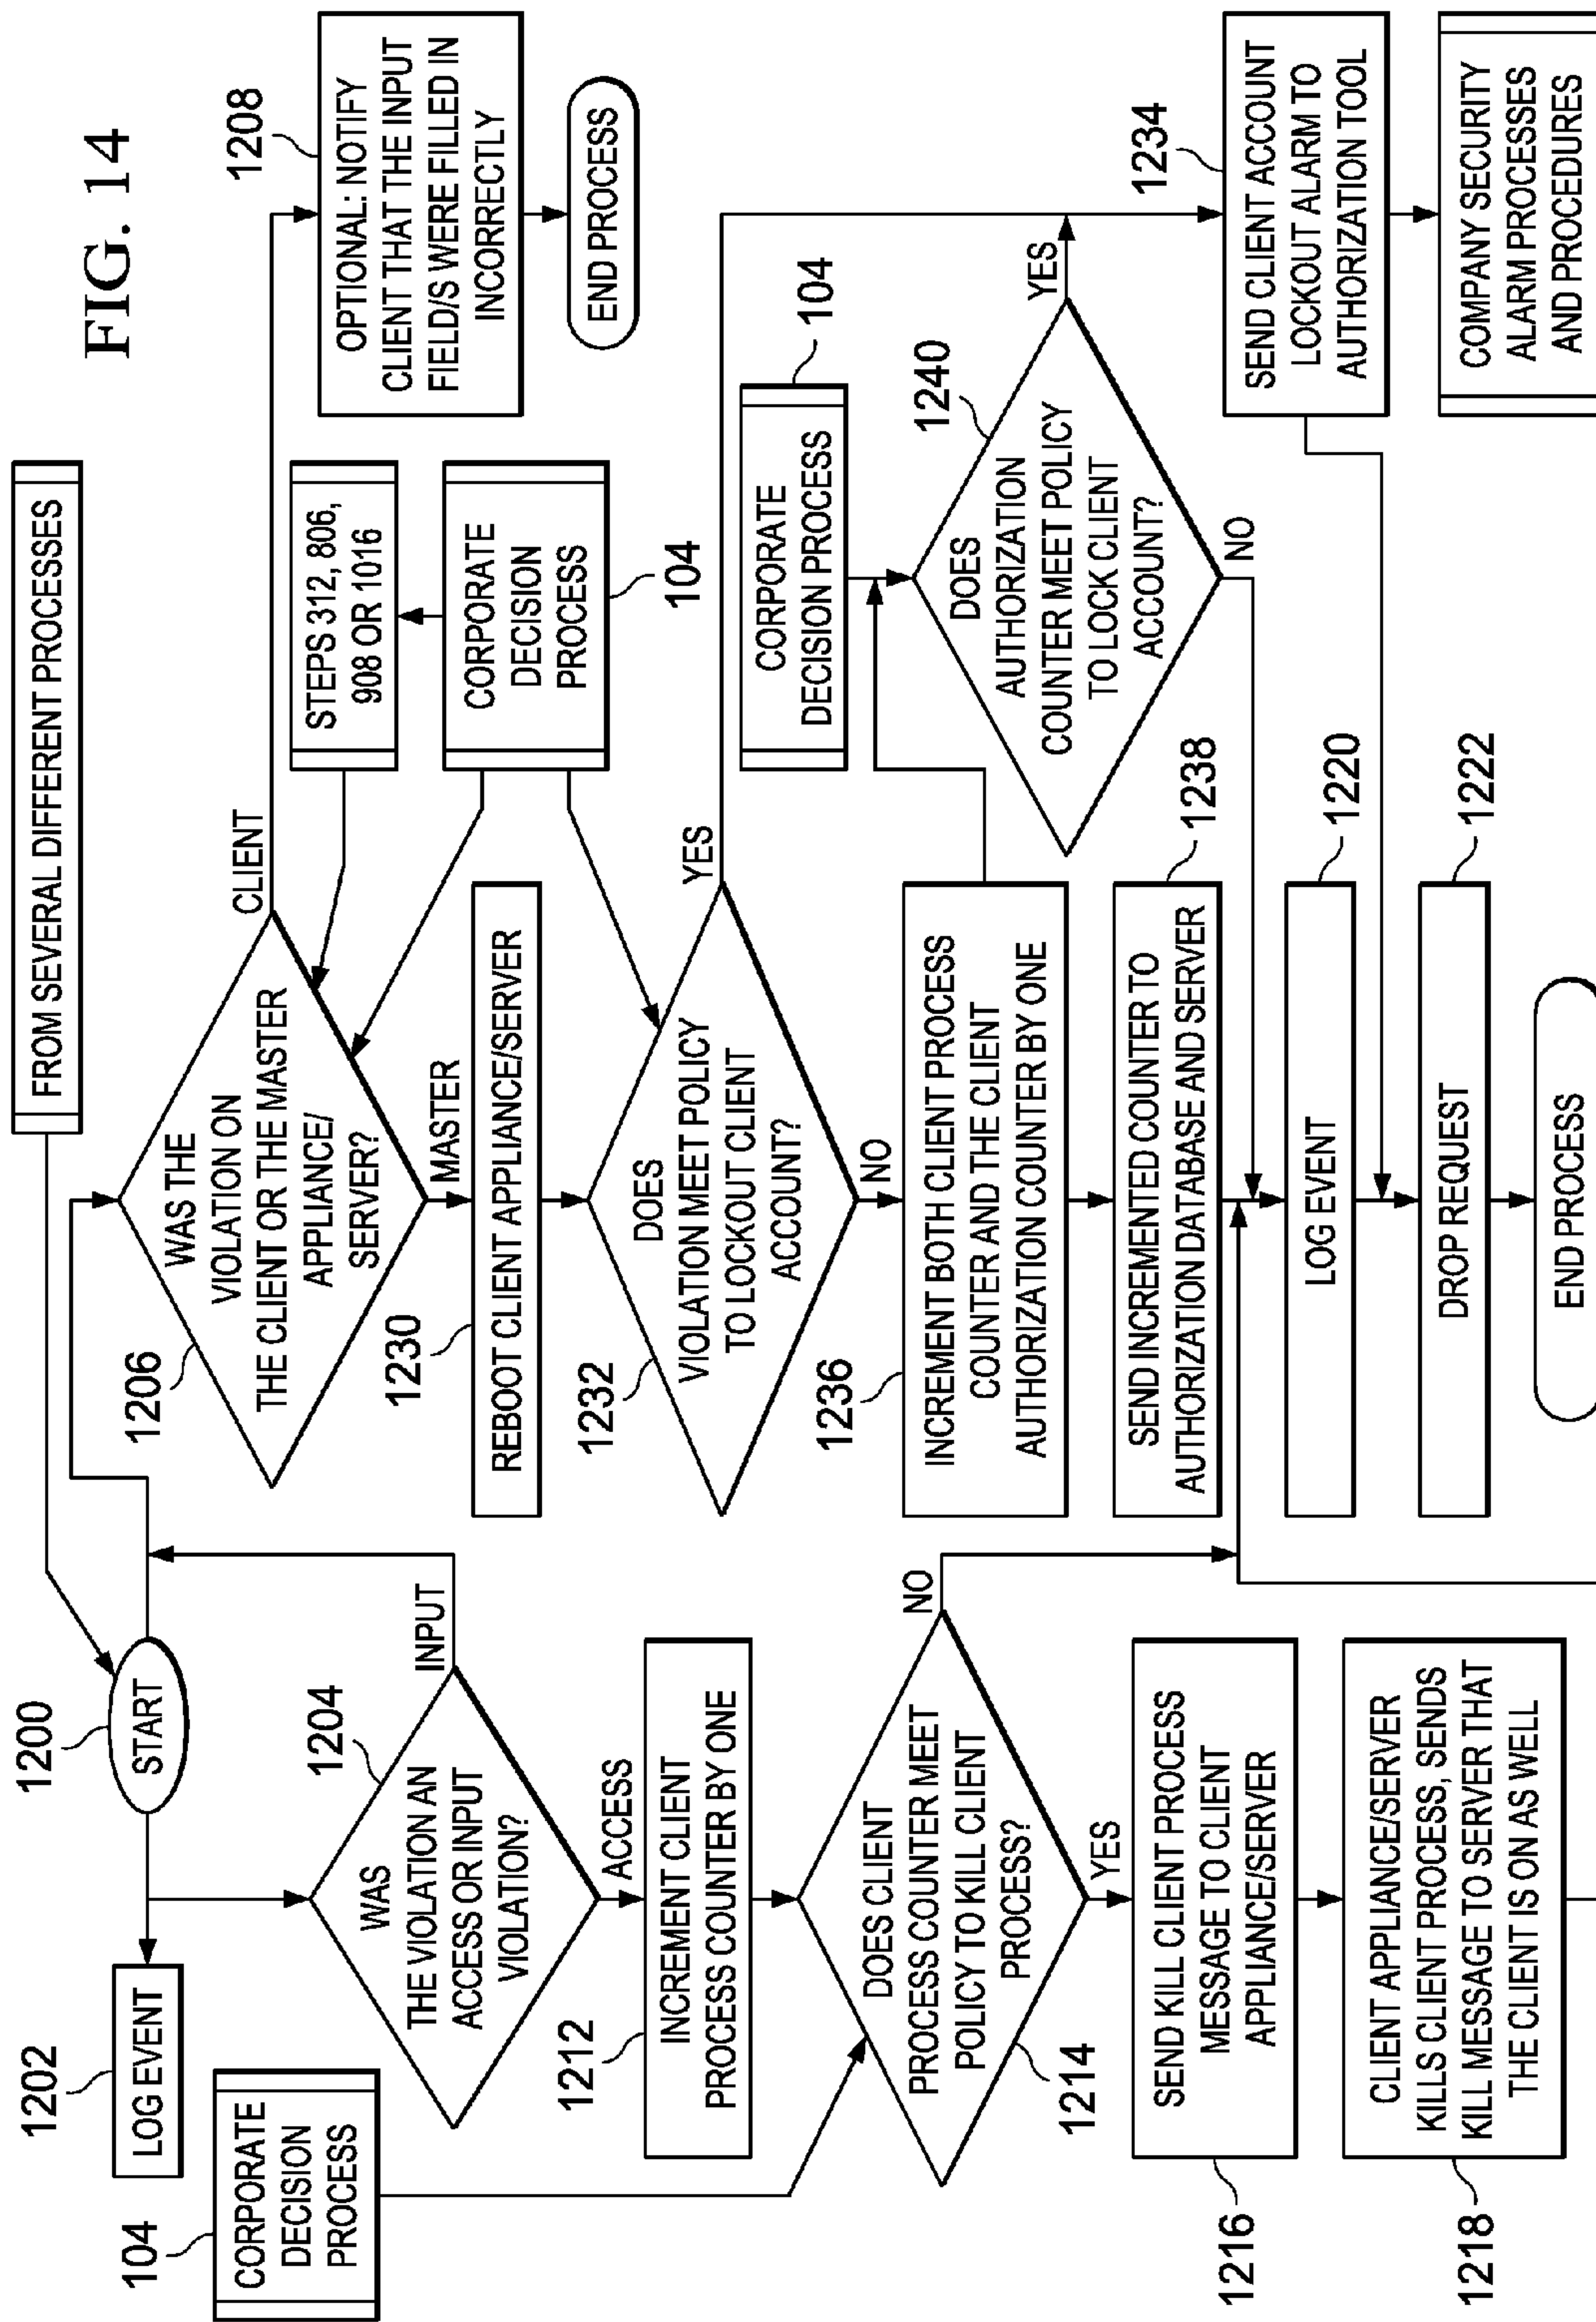 FIG. 14
FROM SEVERAL DIFFERENT PROCESSES
1200
START
1202
LOG EVENT
104
CORPORATE
DECISION
PROCESS
1204
WAS
THE VIOLATION AN
ACCESS OR INPUT
VIOLATION?
INPUT
ACCESS
1212
INCREMENT CLIENT
PROCESS COUNTER BY ONE
DOES CLIENT
PROCESS COUNTER MEET
POLICY TO KILL CLIENT
PROCESS?
1214
NO
YES
SEND KILL PROCESS
MESSAGE TO CLIENT
APPLIANCE/SERVER
1216
CLIENT APPLIANCE/SERVER
KILLS CLIENT PROCESS, SENDS
KILL MESSAGE TO SERVER THAT
THE CLIENT IS ON AS WELL
1218
1206
WAS THE
VIOLATION ON
THE CLIENT OR THE MASTER
APPLIANCE/
SERVER?
CLIENT
MASTER
1230
REBOOT CLIENT APPLIANCE/SERVER
1232
DOES
VIOLATION MEET POLICY
TO LOCKOUT CLIENT
ACCOUNT?
YES
NO
1236
INCREMENT BOTH CLIENT PROCESS
COUNTER AND THE CLIENT
AUTHORIZATION COUNTER BY ONE
SEND INCREMENTED COUNTER TO
AUTHORIZATION DATABASE AND SERVER
1238
LOG EVENT
1220
DROP REQUEST
1222
END PROCESS
STEPS 312, 806,
908 OR 1016
CORPORATE
DECISION
PROCESS
104
1208
OPTIONAL: NOTIFY
CLIENT THAT THE INPUT
FIELD/S WERE FILLED IN
INCORRECTLY
END PROCESS
CORPORATE
DECISION PROCESS
104
1240
DOES
AUTHORIZATION
COUNTER MEET POLICY
TO LOCK CLIENT
ACCOUNT?
YES
NO
1234
SEND CLIENT ACCOUNT
LOCKOUT ALARM TO
AUTHORIZATION TOOL
COMPANY SECURITY
ALARM PROCESSES
AND PROCEDURES